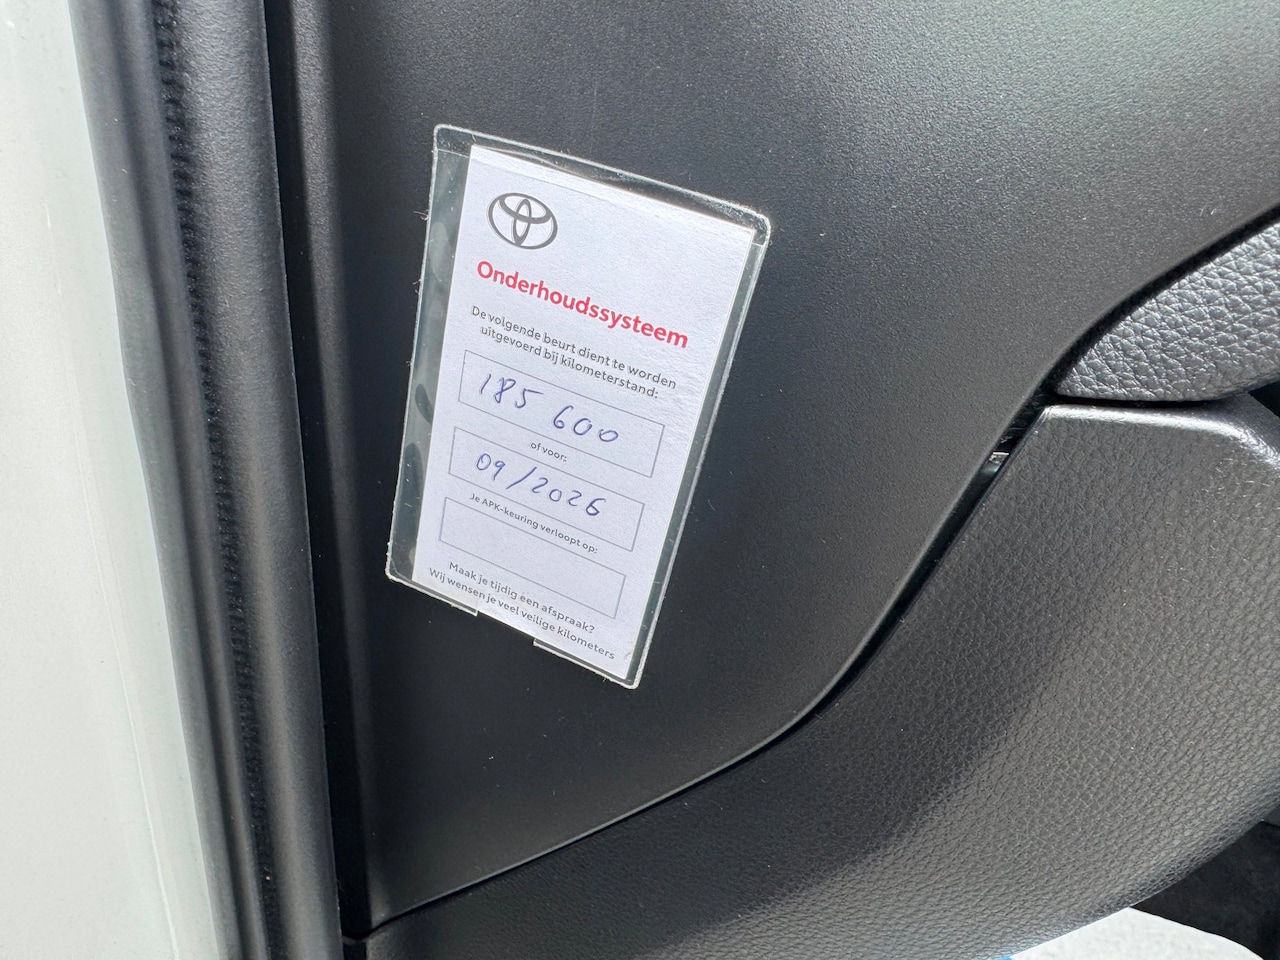 Onderhoudssysteem
De volgende beurt dient te worden
uitgevoerd bij kilometerstand:
185 600
of voor:
09/2026
Je APK-keuring verloopt op:
Maak je tijdig een afspraak?
Wij wensen je veel veilige kilometers